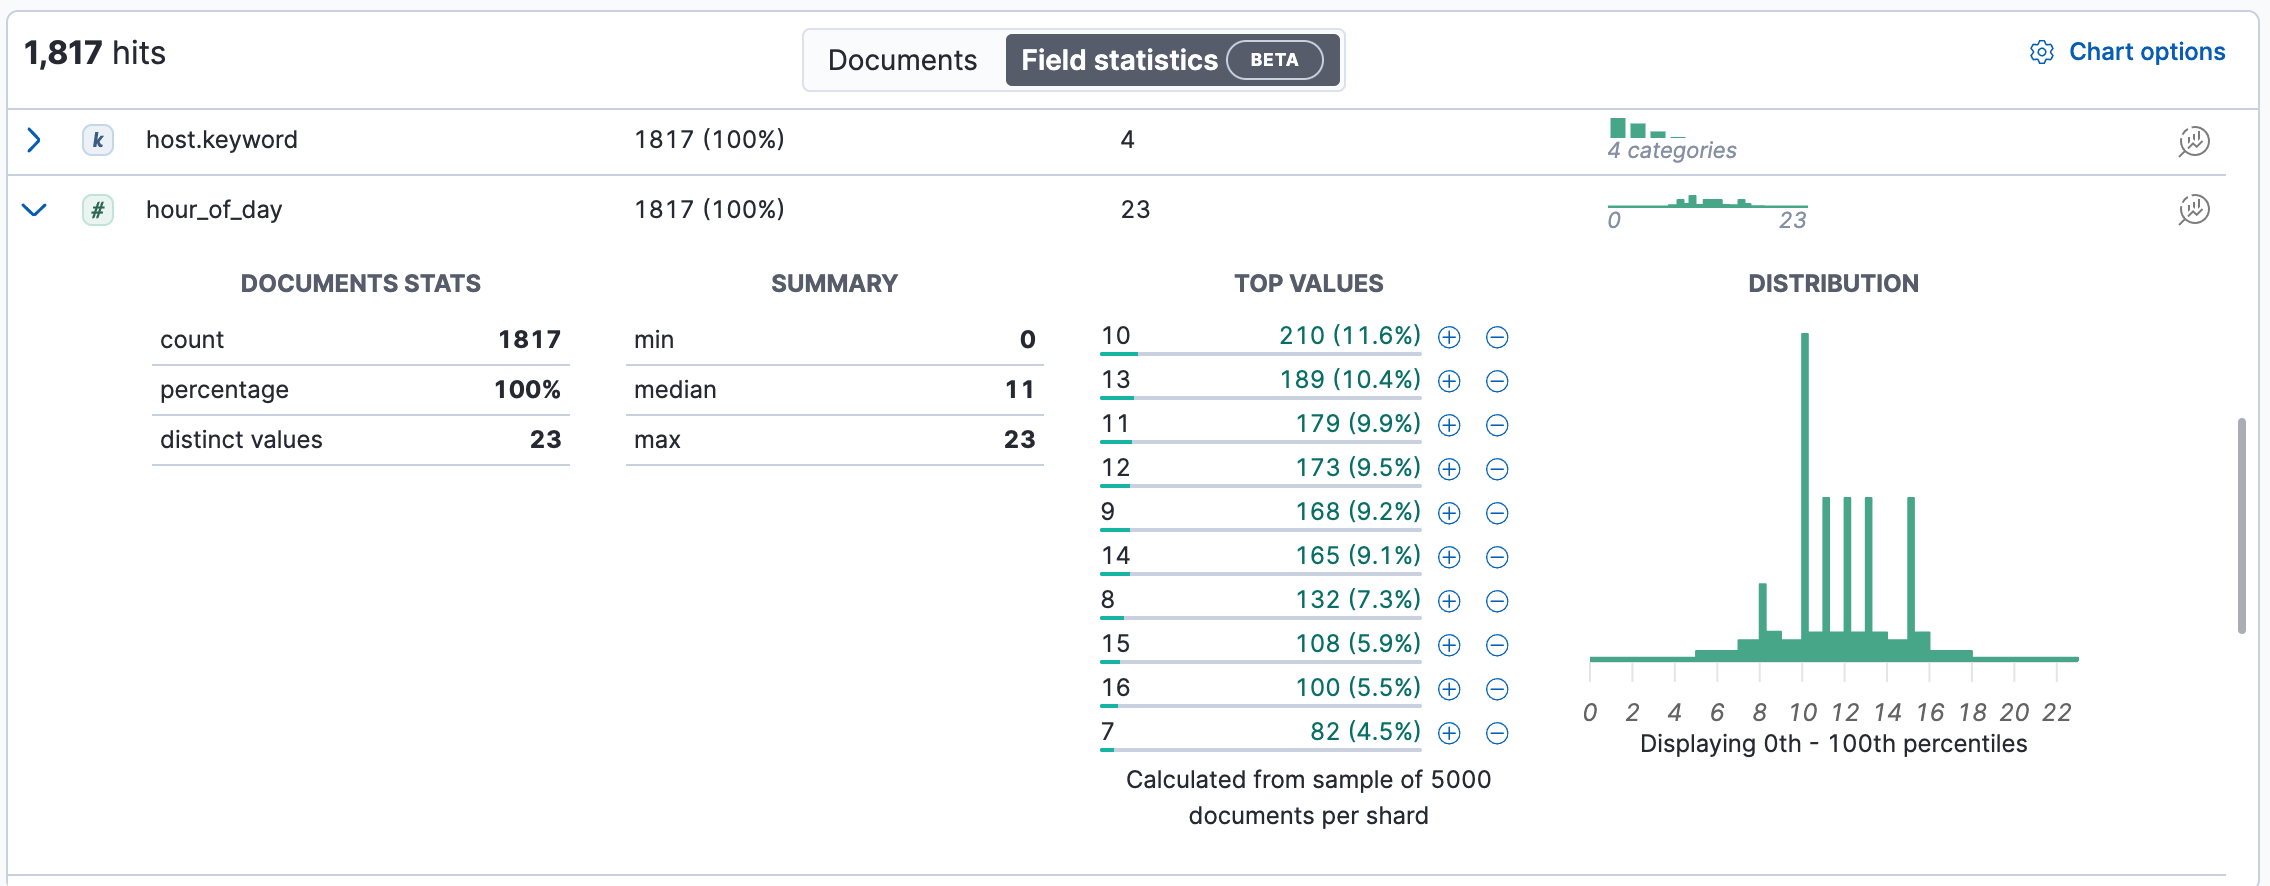 1,817 hits
Documents
Field statistics BETA
Chart options
k host.keyword 1817 (100%) 4
4 categories
# hour_of_day 1817 (100%) 23
0 23
DOCUMENTS STATS
count 1817
percentage 100%
distinct values 23
SUMMARY
min 0
median 11
max 23
TOP VALUES
10 210 (11.6%)
13 189 (10.4%)
11 179 (9.9%)
12 173 (9.5%)
9 168 (9.2%)
14 165 (9.1%)
8 132 (7.3%)
15 108 (5.9%)
16 100 (5.5%)
7 82 (4.5%)
Calculated from sample of 5000
documents per shard
DISTRIBUTION
0 2 4 6 8 10 12 14 16 18 20 22
Displaying 0th - 100th percentiles